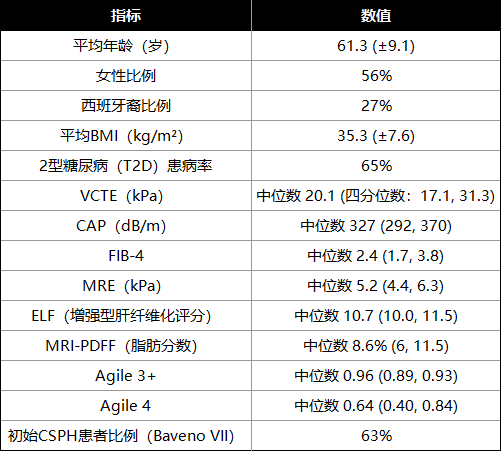 指标 数值
平均年龄（岁） 61.3 (±9.1)
女性比例 56%
西班牙裔比例 27%
平均BMI（kg/m²） 35.3 (±7.6)
2型糖尿病（T2D）患病率 65%
VCTE（kPa） 中位数 20.1 (四分位数：17.1, 31.3)
CAP（dB/m） 中位数 327 (292, 370)
FIB-4 中位数 2.4 (1.7, 3.8)
MRE（kPa） 中位数 5.2 (4.4, 6.3)
ELF（增强型肝纤维化评分） 中位数 10.7 (10.0, 11.5)
MRI-PDFF（脂肪分数） 中位数 8.6% (6, 11.5)
Agile 3+ 中位数 0.96 (0.89, 0.93)
Agile 4 中位数 0.64 (0.40, 0.84)
初始CSPH患者比例（Baveno VII） 63%